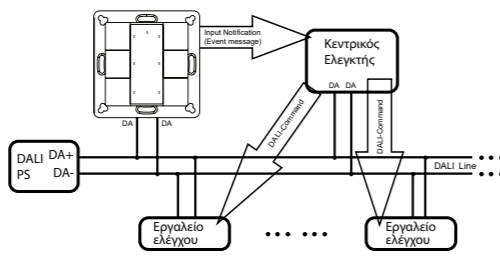 Input Notification
(Event message)
Κεντρικός
Ελεγκτής
DA DA
DA DA
DALI-Command
DALI-Command
DALI DA+
PS DA-
DALI Line
Εργαλείο
ελέγχου
Εργαλείο
ελέγχου